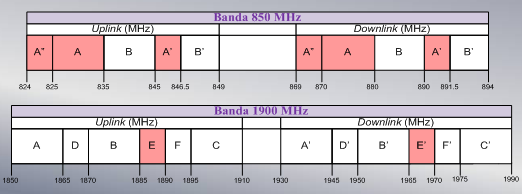 Banda 850 MHz
Uplink (MHz) Downlink (MHz)
A" A B A' B' A" A B A' B'
824 825 835 845 846.5 849 869 870 880 890 891.5 894
Banda 1900 MHz
Uplink (MHz) Downlink (MHz)
A D B E F C A' D' B' E' F' C'
1850 1865 1870 1885 1890 1895 1910 1930 1945 1950 1965 1970 1975 1990